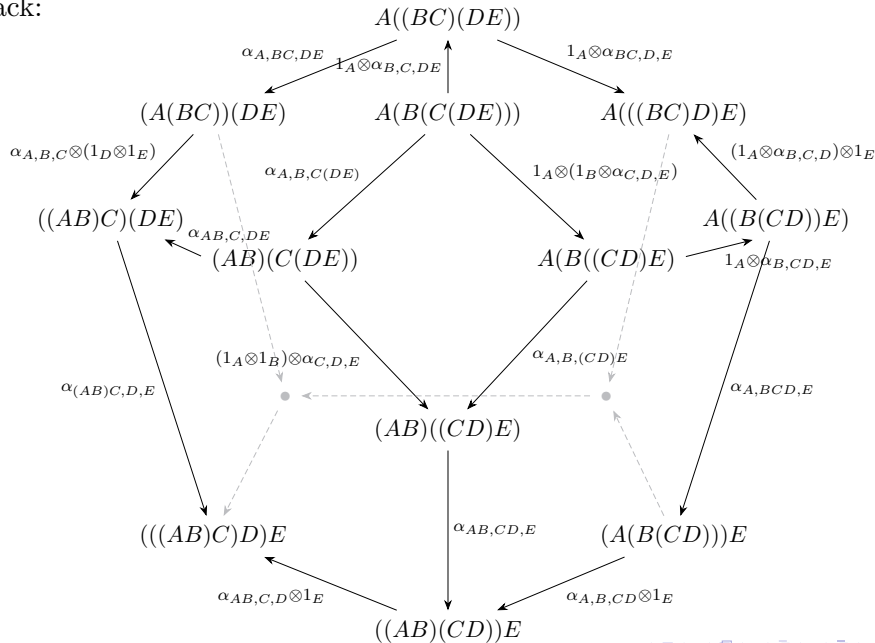 ack:
A((BC)(DE))
α_{A,BC,DE}
1_A⊗α_{B,C,DE}
1_A⊗α_{BC,D,E}
(A(BC))(DE)
A(B(C(DE)))
A(((BC)D)E)
α_{A,B,C}⊗(1_D⊗1_E)
α_{A,B,C(DE)}
1_A⊗(1_B⊗α_{C,D,E})
(1_A⊗α_{B,C,D})⊗1_E
((AB)C)(DE)
α_{AB,C,DE}
A((B(CD))E)
(AB)(C(DE))
A(B((CD)E)
1_A⊗α_{B,CD,E}
(1_A⊗1_B)⊗α_{C,D,E}
α_{A,B,(CD)E}
α_{(AB)C,D,E}
α_{A,BCD,E}
(AB)((CD)E)
(((AB)C)D)E
α_{AB,CD,E}
(A(B(CD)))E
α_{AB,C,D}⊗1_E
α_{A,B,CD}⊗1_E
((AB)(CD))E